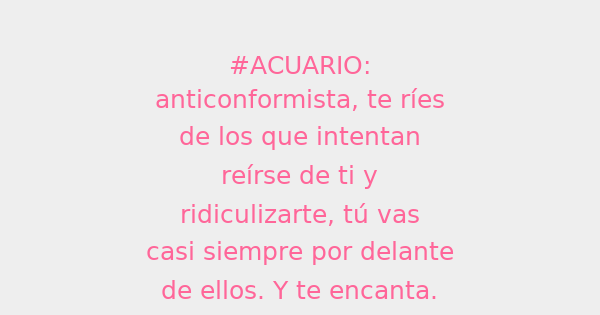 #ACUARIO:
anticonformista, te ríes
de los que intentan
reírse de ti y
ridiculizarte, tú vas
casi siempre por delante
de ellos. Y te encanta.